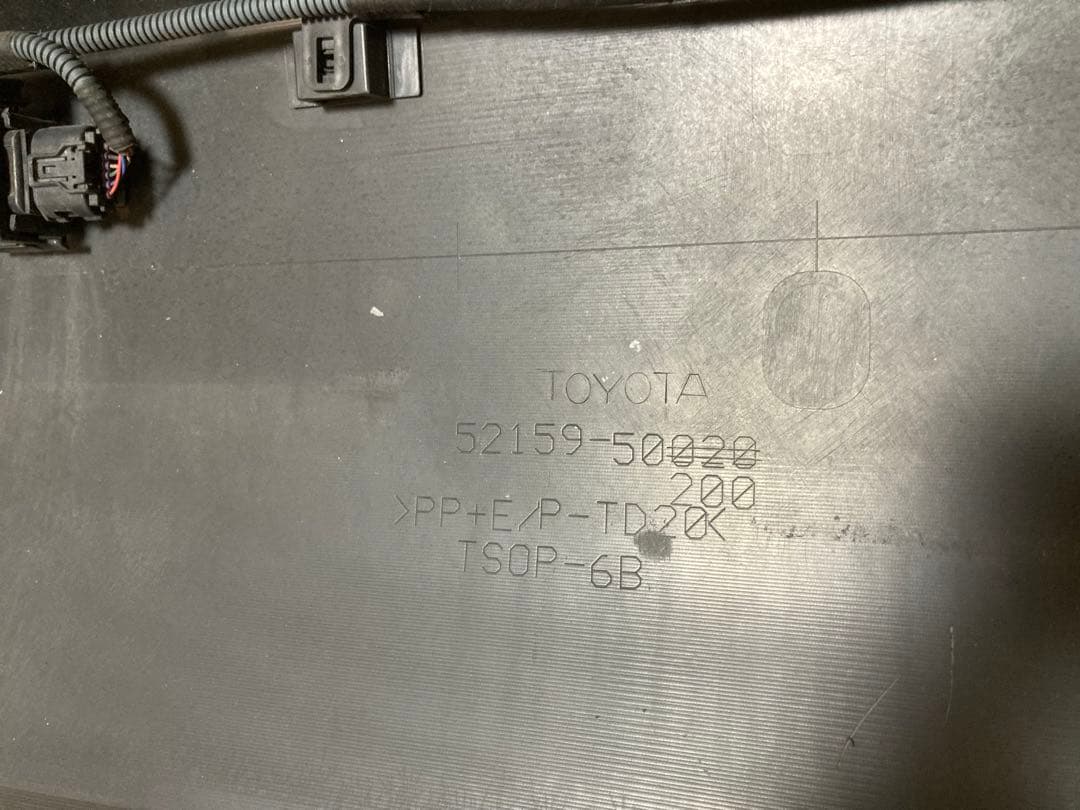 TOYOTA
52159-50020
200
>PP+E/P-TD20<
TSOP-6B